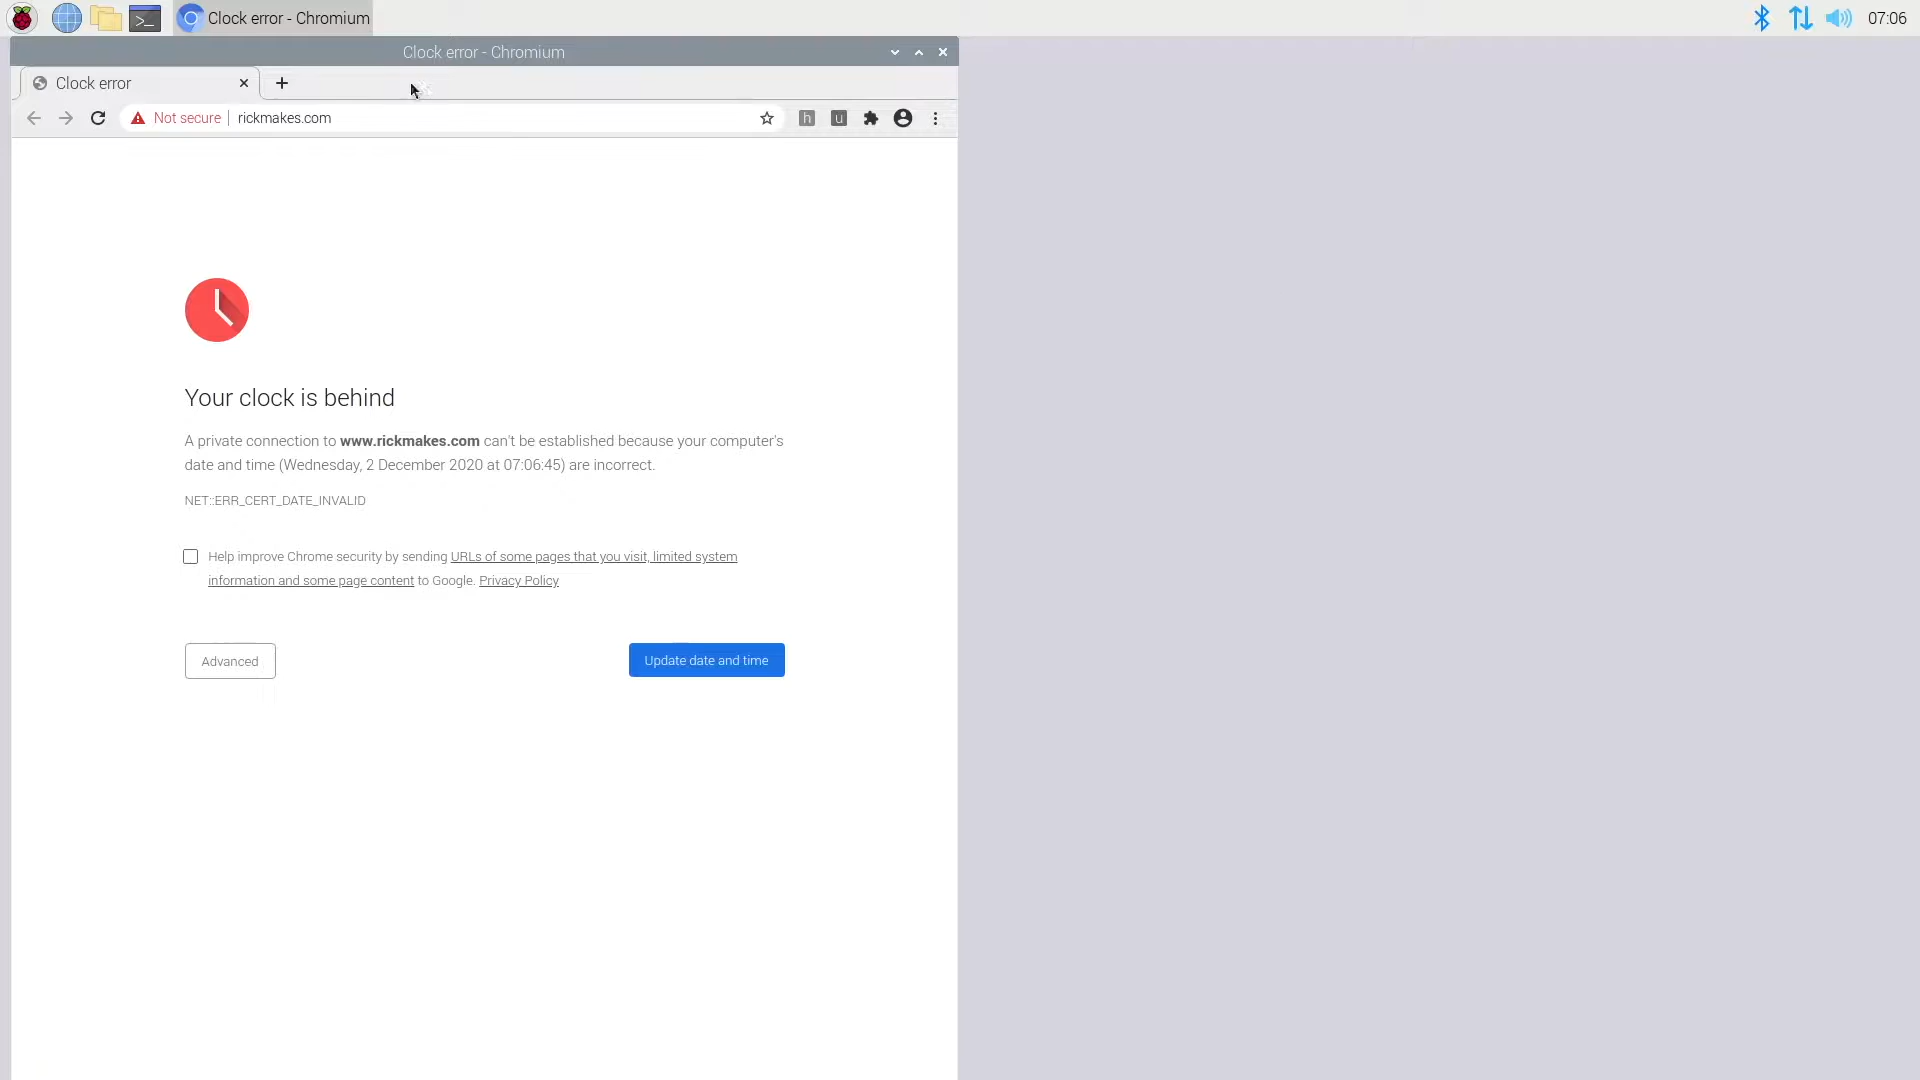 Clock error - Chromium
07:06
Clock error - Chromium
Clock error
Not secure
rickmakes.com
h
u
Your clock is behind
A private connection to www.rickmakes.com can't be established because your computer's
date and time (Wednesday, 2 December 2020 at 07:06:45) are incorrect.
NET::ERR_CERT_DATE_INVALID
Help improve Chrome security by sending URLs of some pages that you visit, limited system
information and some page content to Google. Privacy Policy
Advanced
Update date and time